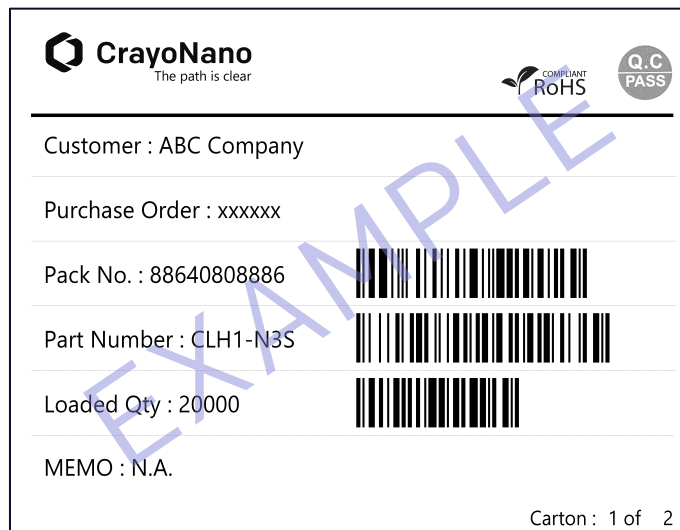 CrayoNano
The path is clear
COMPLIANT
RoHS
Q.C
PASS
Customer : ABC Company
Purchase Order : xxxxxx
Pack No. : 88640808886
Part Number : CLH1-N3S
Loaded Qty : 20000
MEMO : N.A.
Carton : 1 of 2
EXAMPLE